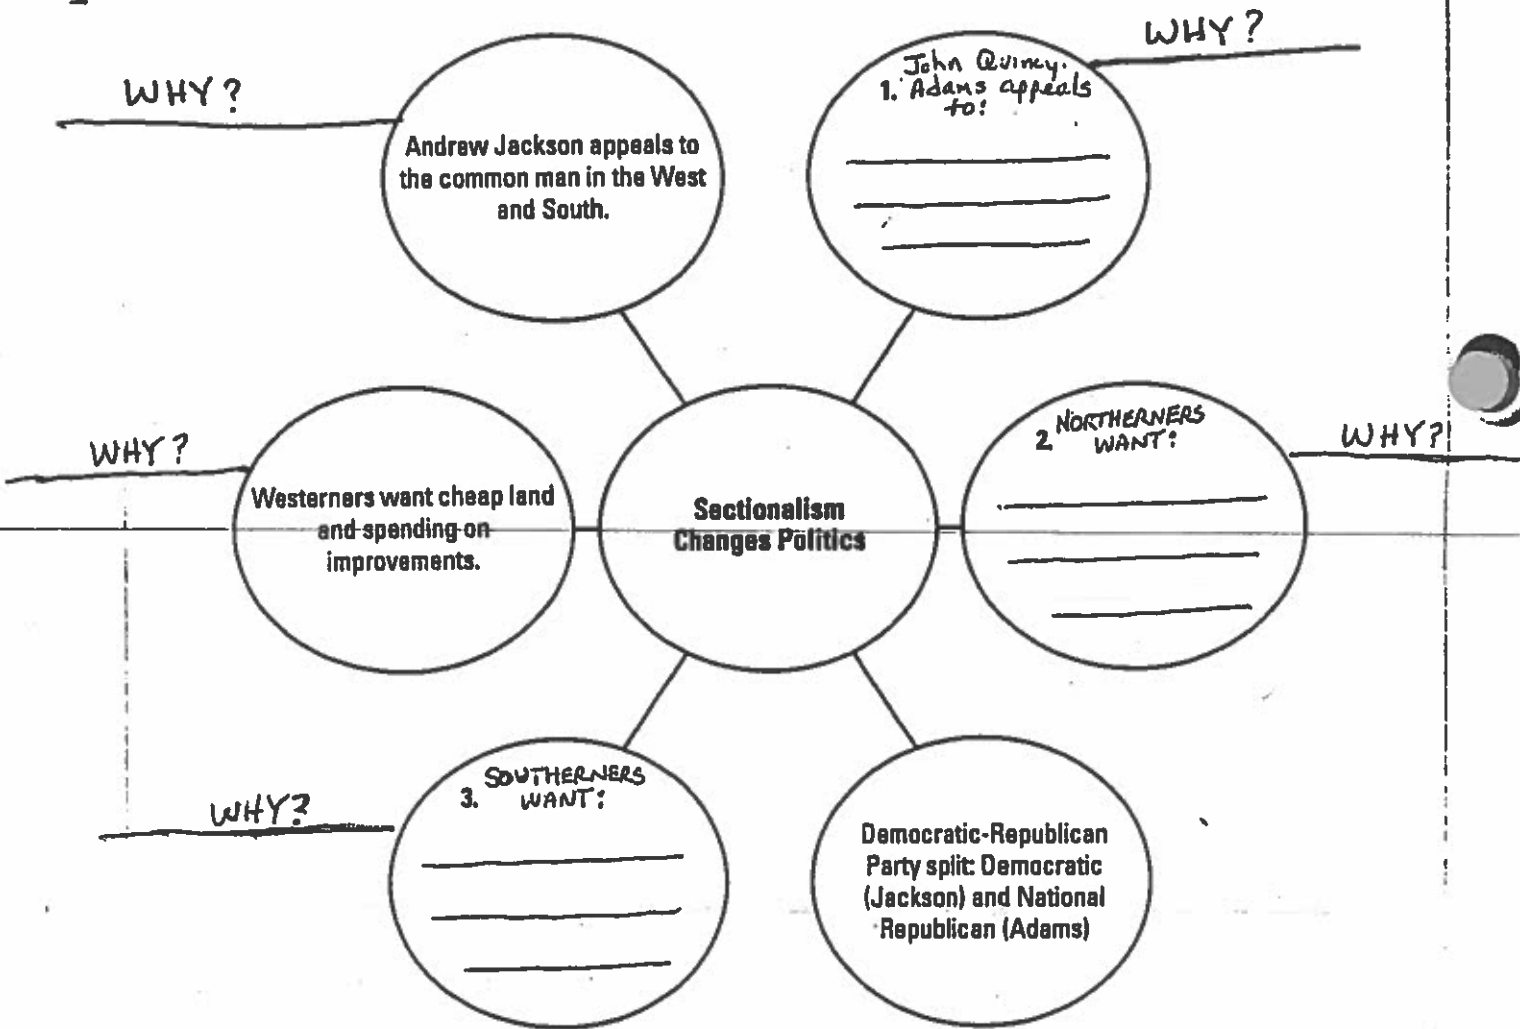 WHY?
Andrew Jackson appeals to
the common man in the West
and South.
WHY?
1. John Quincy
Adams appeals
to:
WHY?
Westerners want cheap land
and spending on
improvements.
Sectionalism
Changes Politics
2. NORTHERNERS
WANT:
WHY?
WHY?
3. SOUTHERNERS
WANT:
Democratic-Republican
Party split: Democratic
(Jackson) and National
Republican (Adams)